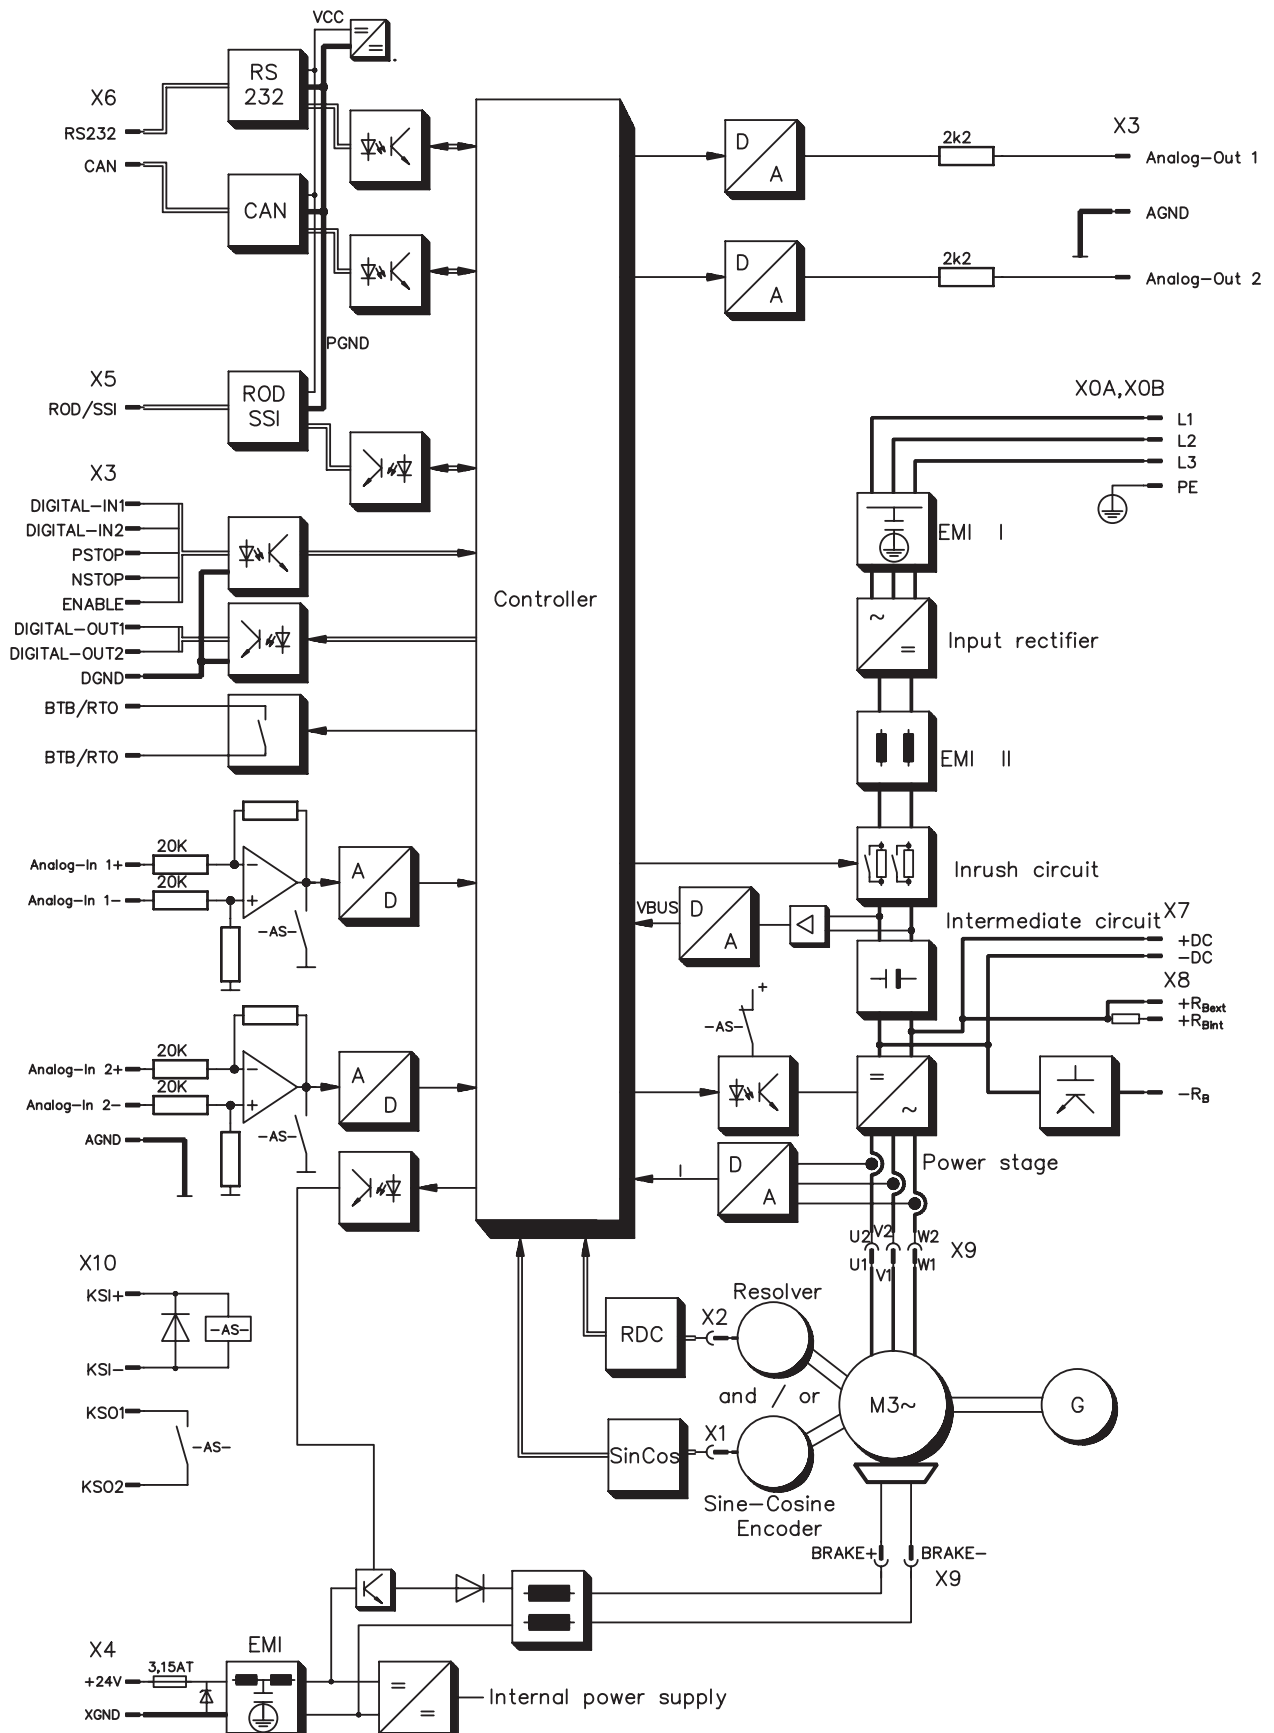 VCC
RS
232
X6
RS232
CAN
CAN
PGND
X5
ROD/SSI
ROD
SSI
X3
DIGITAL-IN1
DIGITAL-IN2
PSTOP
NSTOP
ENABLE
DIGITAL-OUT1
DIGITAL-OUT2
DGND
BTB/RTO
BTB/RTO
Analog-In 1+
20K
Analog-In 1-
20K
-
+
-AS-
A
D
Analog-In 2+
20K
Analog-In 2-
20K
-
+
-AS-
A
D
AGND
X10
KSI+
-AS-
KSI-
KSO1
-AS-
KSO2
X4
+24V
3,15AT
XGND
EMI
=
=
Internal power supply
Controller
D
A
2k2
X3
Analog-Out 1
AGND
D
A
2k2
Analog-Out 2
X0A,X0B
L1
L2
L3
PE
EMI I
~
=
Input rectifier
EMI II
Inrush circuit
VBUS
D
A
Intermediate circuit
X7
+DC
-DC
X8
+RBext
+RBint
-RB
+
-AS-
=
~
Power stage
I
D
A
U2
V2
W2
X9
U1
V1
W1
Resolver
RDC
X2
and / or
M3~
G
SinCos
X1
Sine-Cosine
Encoder
BRAKE+
BRAKE-
X9